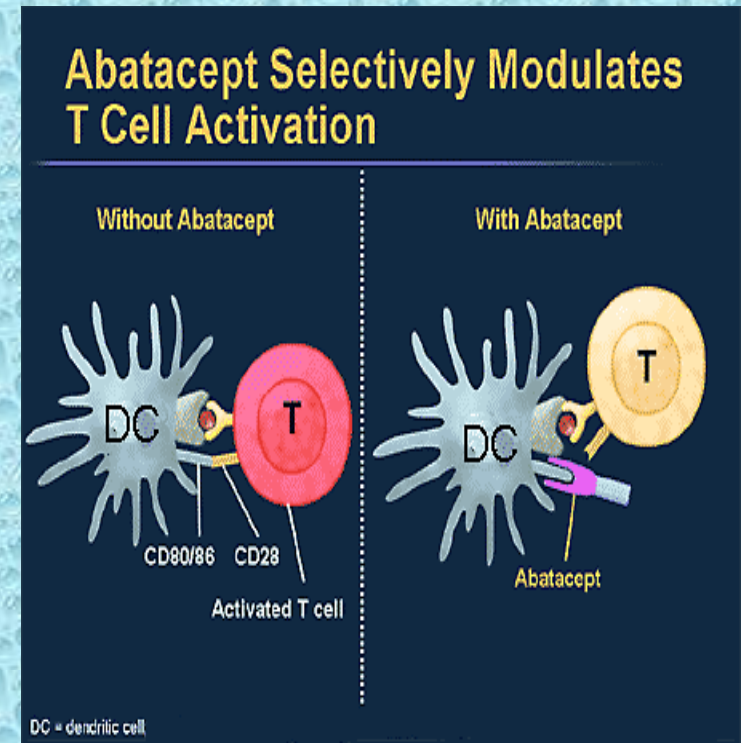 Abatacept Selectively Modulates
T Cell Activation
Without Abatacept
With Abatacept
DC
T
DC
T
CD80/86
CD28
Activated T cell
Abatacept
DC = dendritic cell